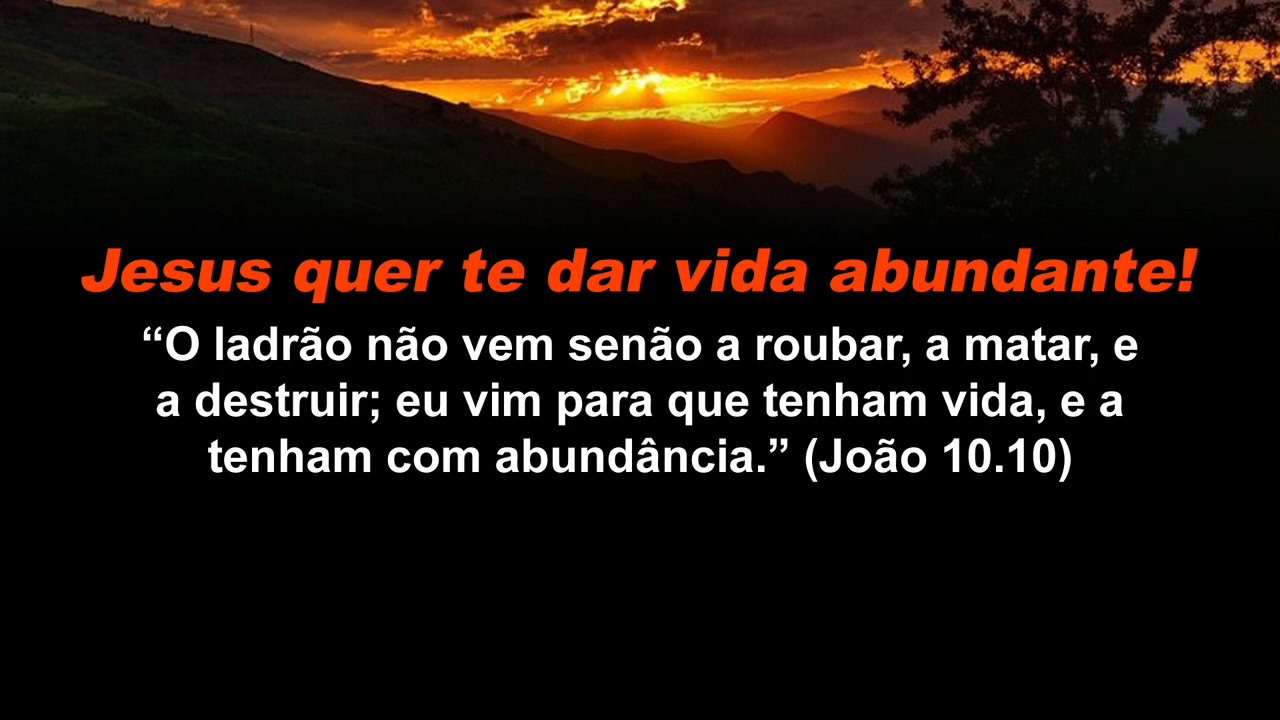 Jesus quer te dar vida abundante!
“O ladrão não vem senão a roubar, a matar, e
a destruir; eu vim para que tenham vida, e a
tenham com abundância.” (João 10.10)